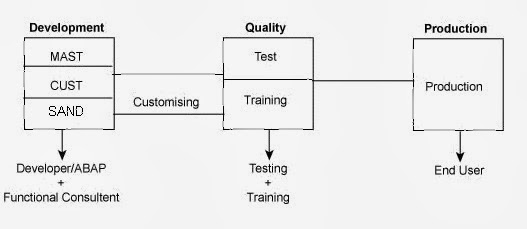 Development
Quality
Production
MAST
CUST
SAND
Customising
Test
Training
Production
Developer/ABAP
+
Functional Consultent
Testing
+
Training
End User